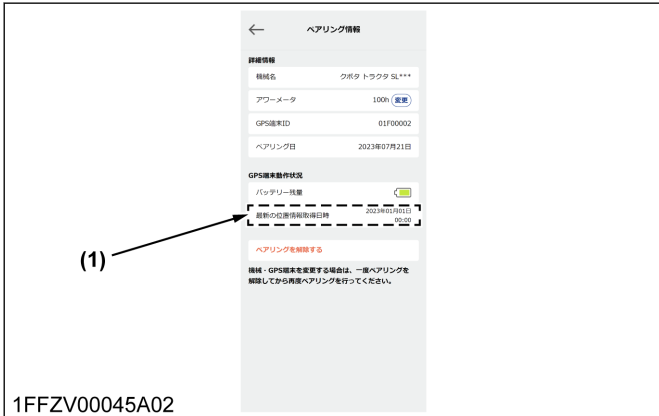 ← ペアリング情報
詳細情報
機械名 クボタ トラクタ SL***
アワーメータ 100h 変更
GPS端末ID 01F00002
ペアリング日 2023年07月21日
GPS端末動作状況
バッテリー残量
最新の位置情報取得日時 2023年01月01日
00:00
(1)
ペアリングを解除する
機械・GPS端末を変更する場合は、一度ペアリングを
解除してから再度ペアリングを行ってください。
1FFZV00045A02